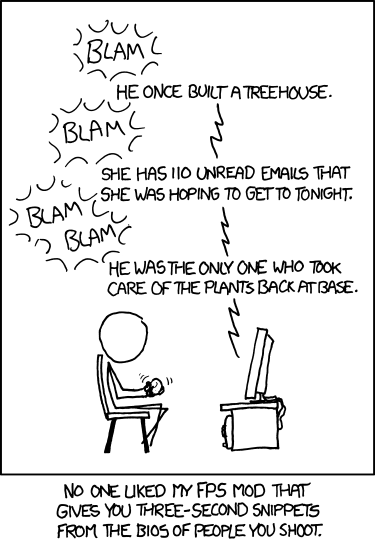 BLAM
HE ONCE BUILT A TREEHOUSE.
BLAM
SHE HAS 110 UNREAD EMAILS THAT
SHE WAS HOPING TO GET TO TONIGHT.
BLAM
BLAM
HE WAS THE ONLY ONE WHO TOOK
CARE OF THE PLANTS BACK AT BASE.
NO ONE LIKED MY FPS MOD THAT
GIVES YOU THREE-SECOND SNIPPETS
FROM THE BIOS OF PEOPLE YOU SHOOT.